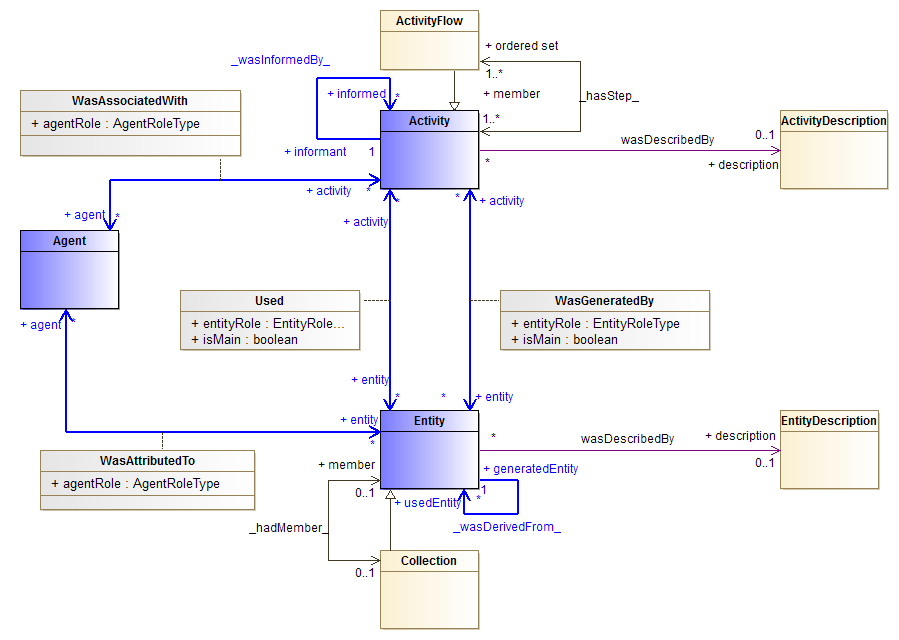 ActivityFlow
+ ordered set
1..*
_wasInformedBy_
+ informed
*
+ member
_hasStep_
1..*
WasAssociatedWith
+ agentRole : AgentRoleType
Activity
ActivityDescription
0..1
wasDescribedBy
+ informant
1
*
+ description
+ activity
*
+ agent
*
* 
+ activity
*
+ activity
Agent
+ agent
*
Used
+ entityRole : EntityRole...
+ isMain : boolean
WasGeneratedBy
+ entityRole : EntityRoleType
+ isMain : boolean
+ entity
*
*
+ entity
+ entity
*
Entity
*
wasDescribedBy
+ description
0..1
EntityDescription
WasAttributedTo
+ agentRole : AgentRoleType
+ member
0..1
+ generatedEntity
1
+ usedEntity
*
_wasDerivedFrom_
_hadMember_
0..1
Collection